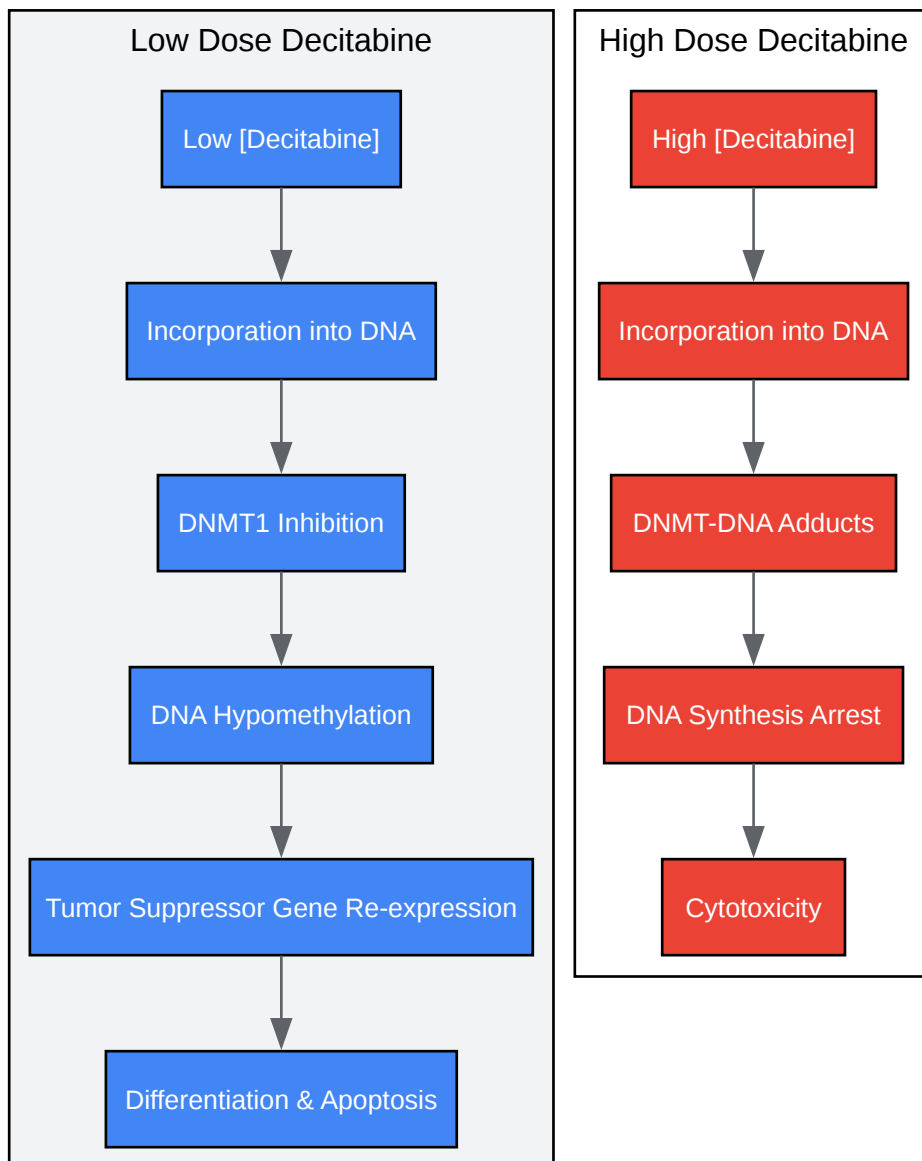 Low Dose Decitabine
Low [Decitabine]
Incorporation into DNA
DNMT1 Inhibition
DNA Hypomethylation
Tumor Suppressor Gene Re-expression
Differentiation & Apoptosis
High Dose Decitabine
High [Decitabine]
Incorporation into DNA
DNMT-DNA Adducts
DNA Synthesis Arrest
Cytotoxicity